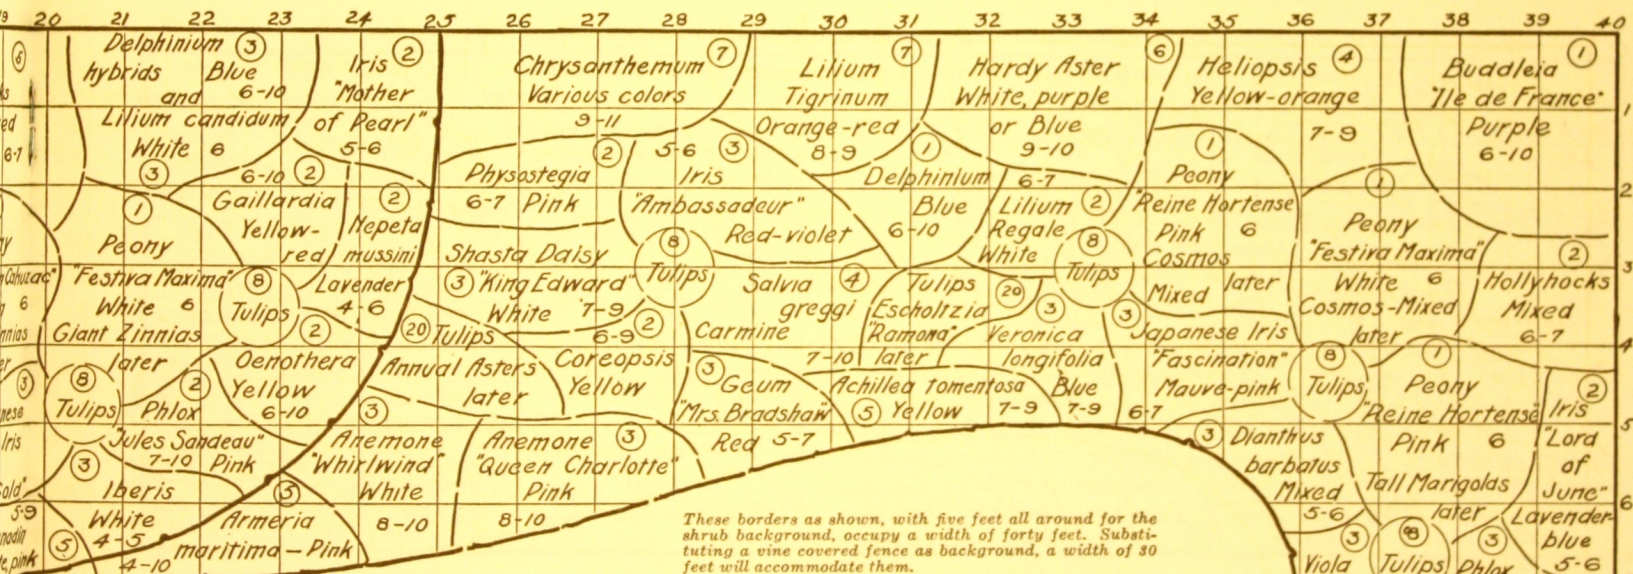 20 21 22 23 24 25 26 27 28 29 30 31 32 33 34 35 36 37 38 39 40
Delphinium 3
hybrids Blue
and 6-10
Lilium candidum
White 6
3
Iris 2
"Mother
of Pearl"
5-6
Chrysanthemum 7
Various colors
9-11
Lilium 7
Tigrinum
Orange-red
8-9
Hardy Aster 6
White, purple
or Blue
9-10
Heliopsis 4
Yellow-orange
7-9
Buddleia 1
"Ile de France"
Purple
6-10
1
2
3
4
5
6
1
Peony
"Festiva Maxima"
White 6
Giant Zinnias
later
6-10 2
Gaillardia
Yellow-
red
2
Nepeta
mussini
Lavender
4-6
2
Physostegia
6-7 Pink
5-6 3
Iris
"Ambassadeur"
Red-violet
1
Delphinium
Blue
6-10
6-7
Lilium 2
Regale
White
1
Peony
"Reine Hortense"
Pink 6
Cosmos
Mixed later
1
Peony
"Festiva Maxima"
White 6
Cosmos-Mixed
later
2
Hollyhocks
Mixed
6-7
8
Tulips
Shasta Daisy
3 "King Edward"
White 7-9
8
Tulips
Salvia 4
greggi
Carmine
7-10
Tulips
20
Escholtzia
"Ramona"
later
8
Tulips
3
Veronica
longifolia
Blue
7-9
3
Japanese Iris
"Fascination"
Mauve-pink
6-7
8
Tulips
1
Peony
"Reine Hortense"
Pink 6
Tall Marigolds
later
2
Iris
"Lord
of
June"
Lavender-
blue
5-6
8
Tulips
2
Phlox
"Jules Sandeau"
7-10 Pink
2
Oenothera
Yellow
6-10
20 Tulips
Annual Asters
later
6-9 2
Coreopsis
Yellow
3 Geum
"Mrs. Bradshaw"
Red 5-7
Achillea tomentosa
5 Yellow 7-9
3 Dianthus
barbatus
Mixed
5-6
3
Iberis
White
4-5
3
Anemone
"Whirlwind"
White
8-10
Anemone 3
"Queen Charlotte"
Pink
8-10
5
Armeria
maritima-Pink
5
4-10
3
Viola
8
Tulips
3
Phlox
These borders as shown, with five feet all around for the
shrub background, occupy a width of forty feet. Substi-
tuting a vine covered fence as background, a width of 30
feet will accommodate them.